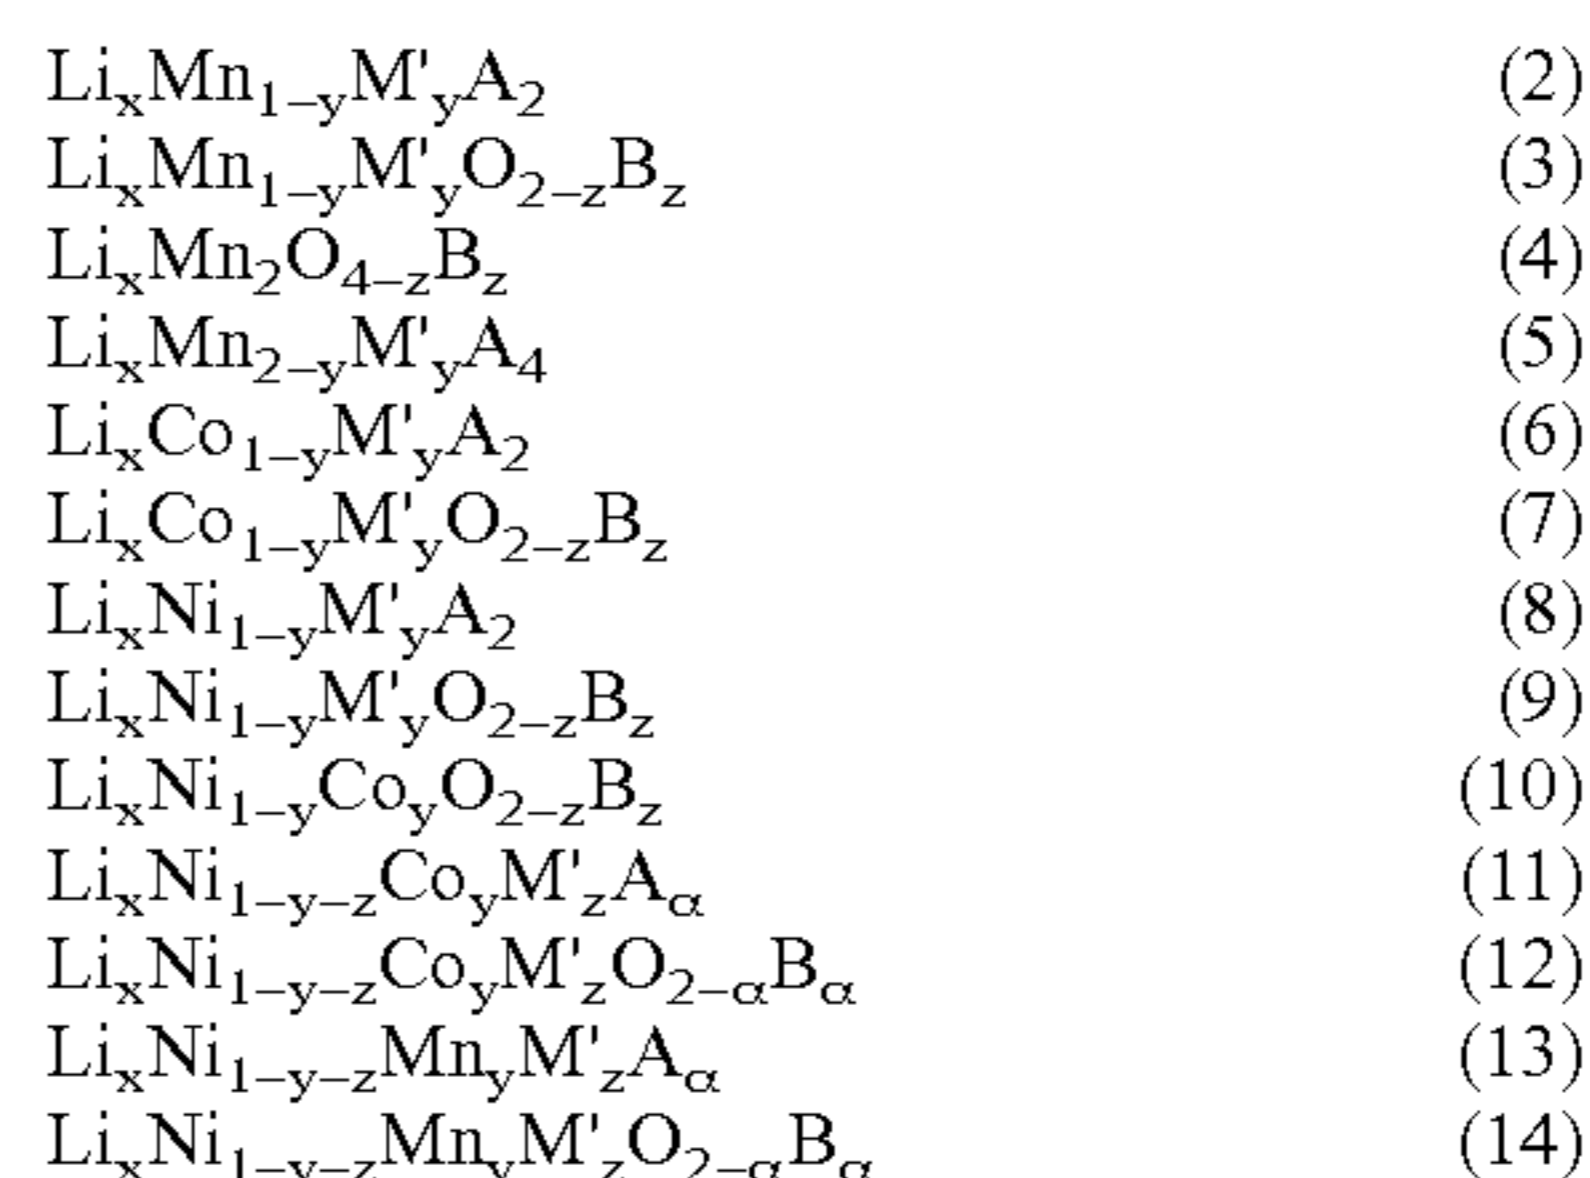 LiₓMn₁₋yM'yA₂ (2)
LiₓMn₁₋yM'yO₂₋zBz (3)
LiₓMn₂O₄₋zBz (4)
LiₓMn₂₋yM'yA₄ (5)
LiₓCo₁₋yM'yA₂ (6)
LiₓCo₁₋yM'yO₂₋zBz (7)
LiₓNi₁₋yM'yA₂ (8)
LiₓNi₁₋yM'yO₂₋zBz (9)
LiₓNi₁₋yCoyO₂₋zBz (10)
LiₓNi₁₋y₋zCoyM'zAα (11)
LiₓNi₁₋y₋zCoyM'zO₂₋αBα (12)
LiₓNi₁₋y₋zMnyM'zAα (13)
LiₓNi₁₋y₋zMnyM'zO₂₋αBα (14)